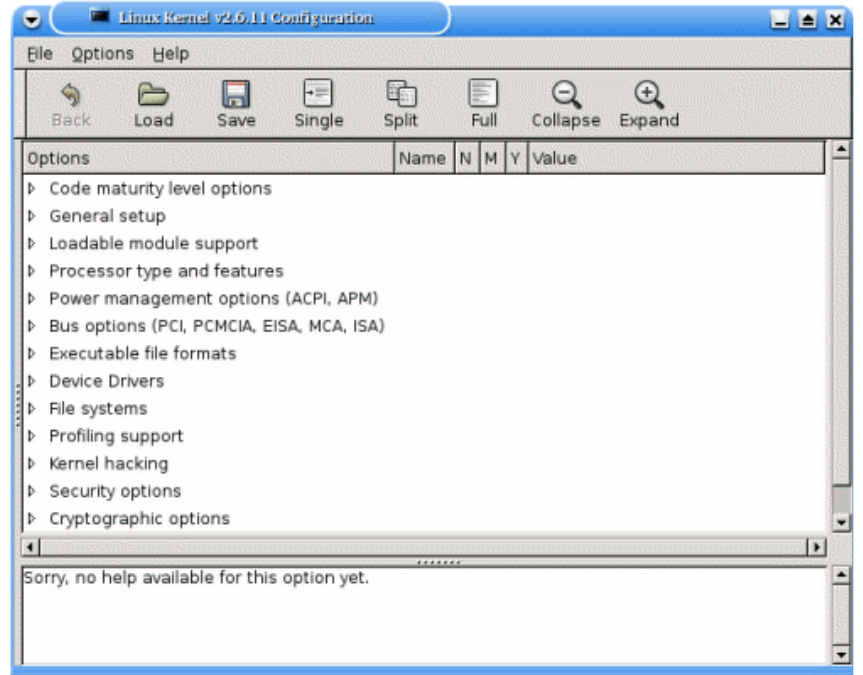 Linux Kernel v2.6.11 Configuration
File Options Help
Back Load Save Single Split Full Collapse Expand
Options Name N M Y Value
Code maturity level options
General setup
Loadable module support
Processor type and features
Power management options (ACPI, APM)
Bus options (PCI, PCMCIA, EISA, MCA, ISA)
Executable file formats
Device Drivers
File systems
Profiling support
Kernel hacking
Security options
Cryptographic options
Sorry, no help available for this option yet.